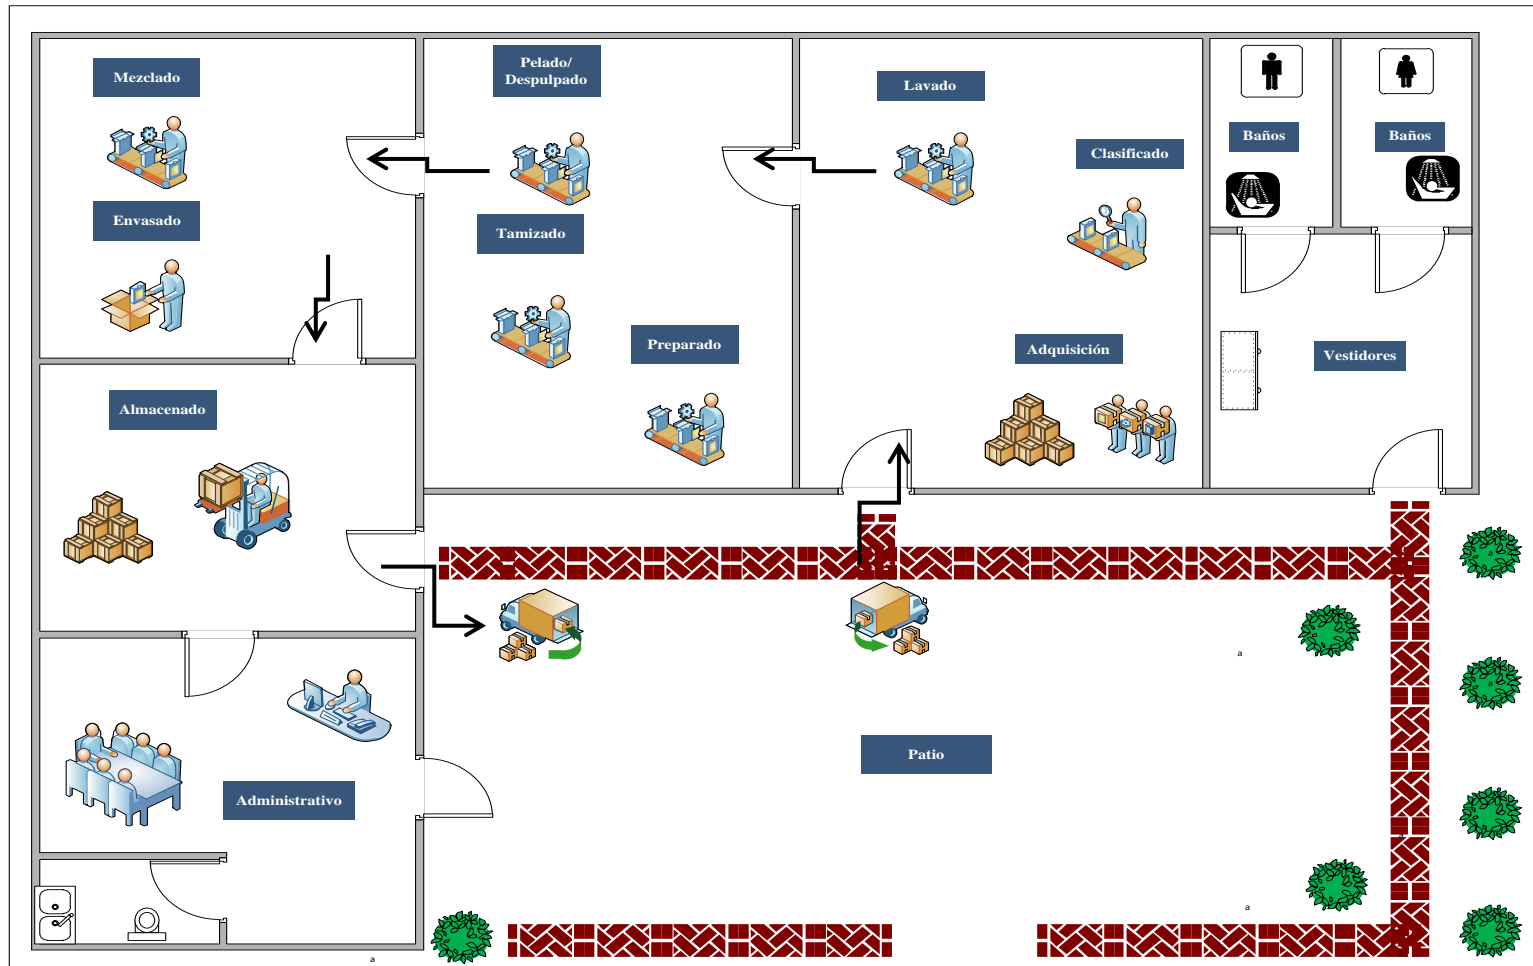 Mezclado
Pelado/
Despulpado
Lavado
Clasificado
Baños
Baños
Envasado
Tamizado
Preparado
Adquisición
Vestidores
Almacenado
a
a
a
Patio
Administrativo
a
a
a
a
a
a